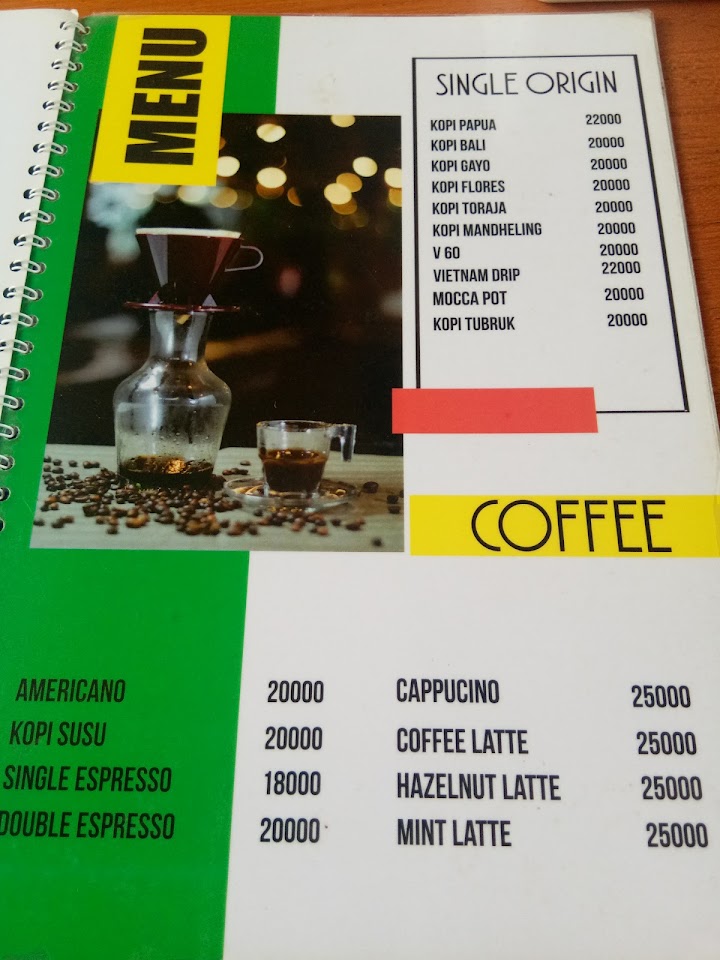 MENU
SINGLE ORIGIN
KOPI PAPUA 22000
KOPI BALI 20000
KOPI GAYO 20000
KOPI FLORES 20000
KOPI TORAJA 20000
KOPI MANDHELING 20000
V 60 20000
VIETNAM DRIP 22000
MOCCA POT 20000
KOPI TUBRUK 20000
COFFEE
AMERICANO 20000
KOPI SUSU 20000
SINGLE ESPRESSO 18000
DOUBLE ESPRESSO 20000
CAPPUCINO 25000
COFFEE LATTE 25000
HAZELNUT LATTE 25000
MINT LATTE 25000